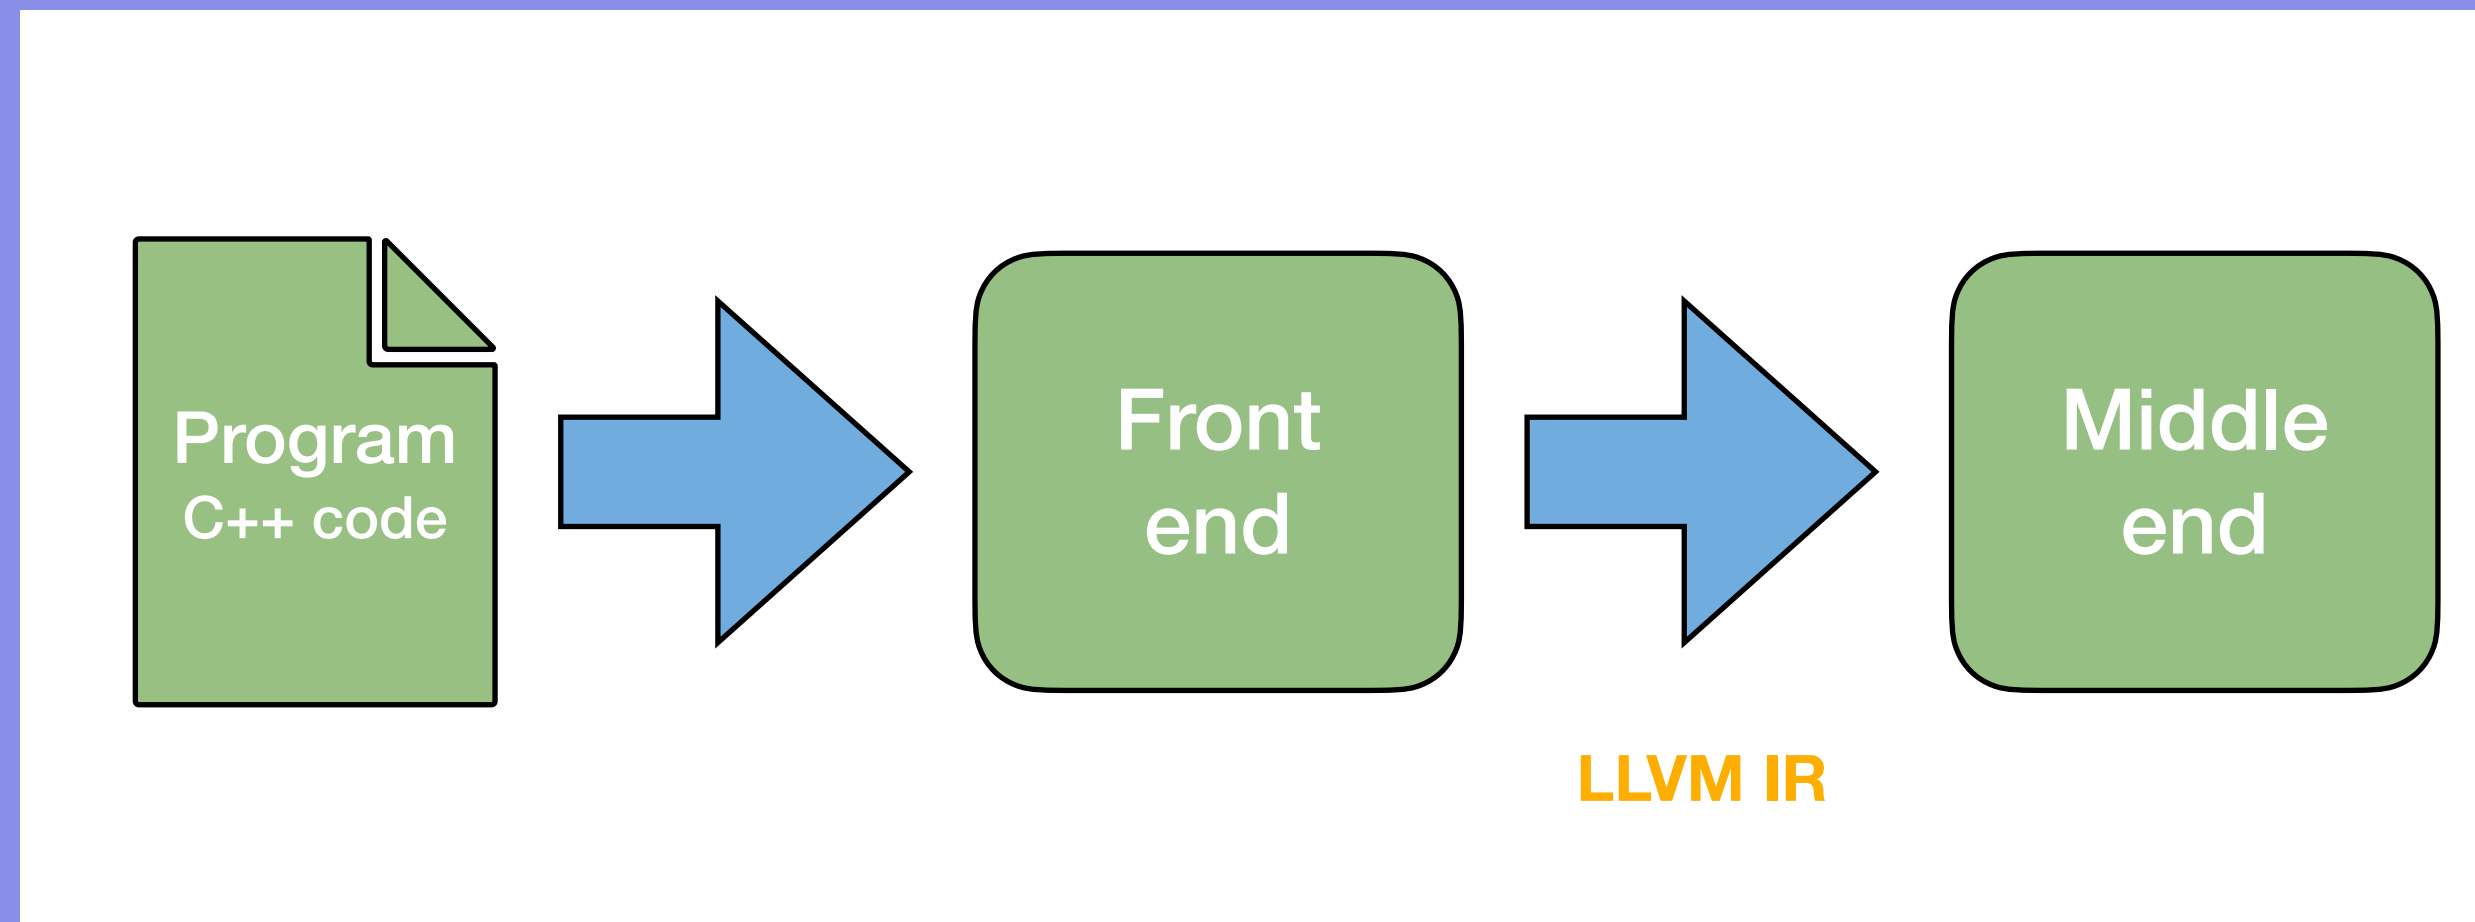 Program
C++ code
Front
end
LLVM IR
Middle
end